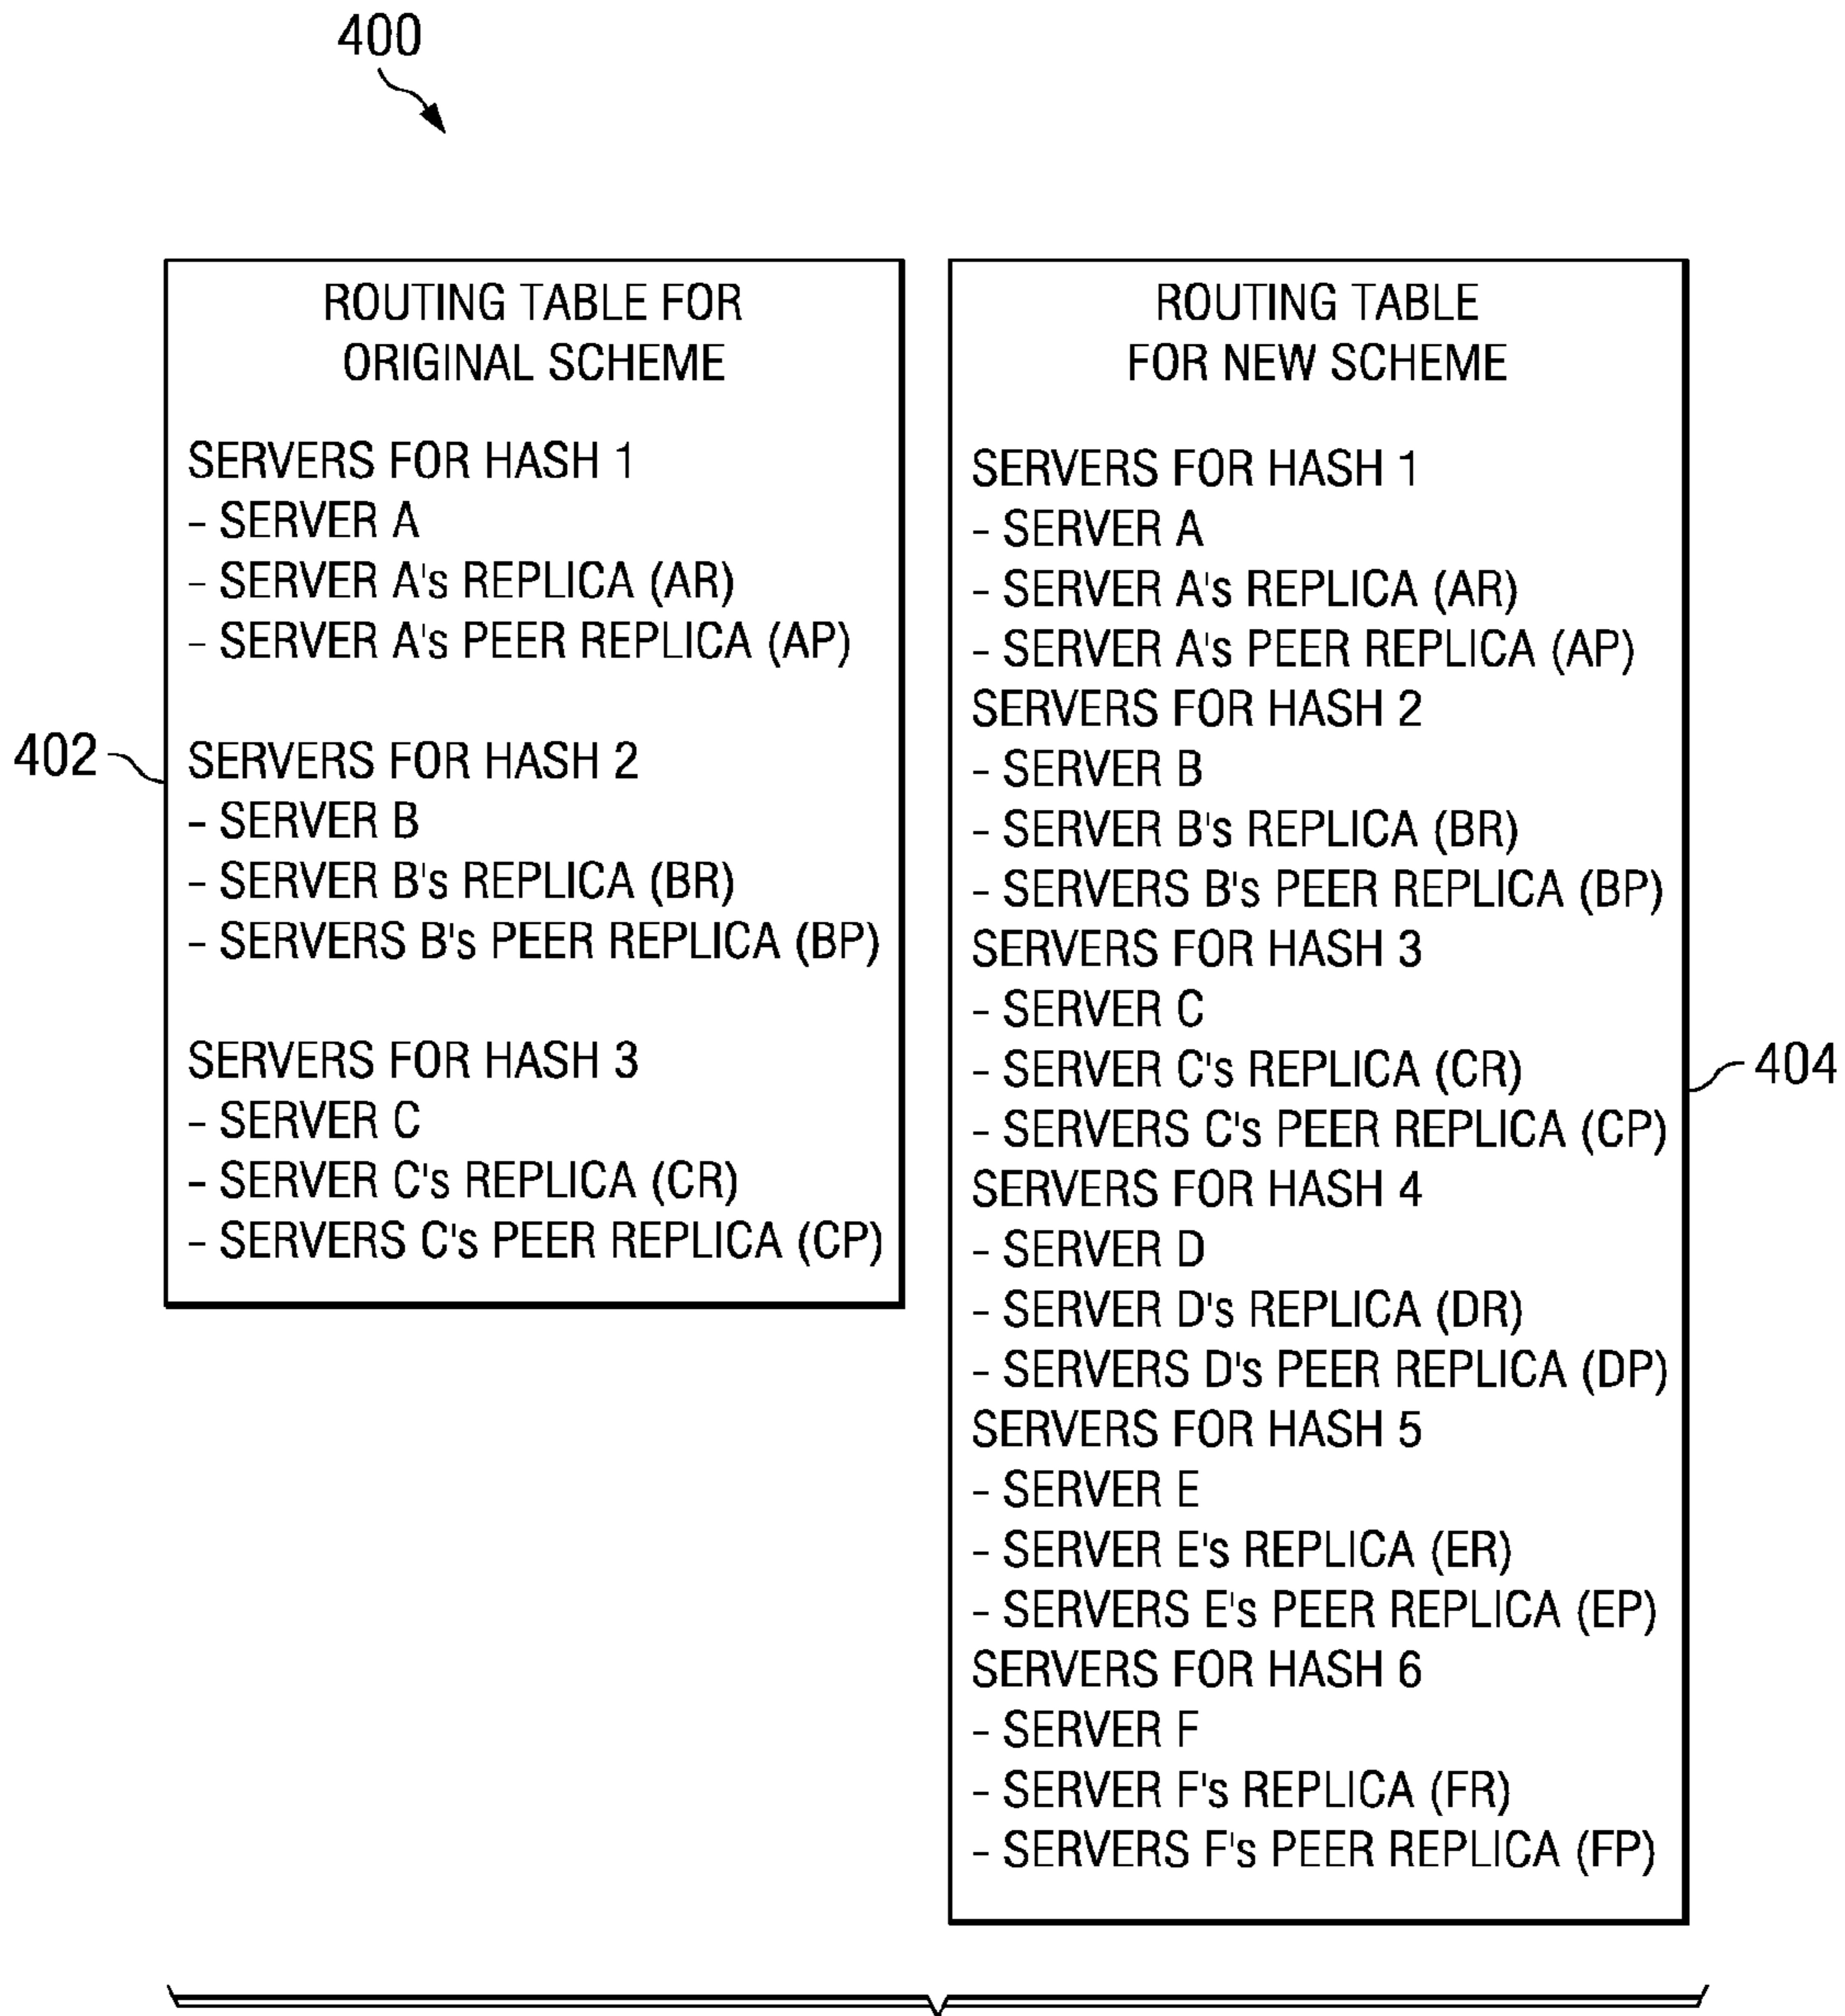 400
ROUTING TABLE FOR
ORIGINAL SCHEME
SERVERS FOR HASH 1
- SERVER A
- SERVER A's REPLICA (AR)
- SERVER A's PEER REPLICA (AP)
402
SERVERS FOR HASH 2
- SERVER B
- SERVER B's REPLICA (BR)
- SERVERS B's PEER REPLICA (BP)
SERVERS FOR HASH 3
- SERVER C
- SERVER C's REPLICA (CR)
- SERVERS C's PEER REPLICA (CP)
ROUTING TABLE
FOR NEW SCHEME
SERVERS FOR HASH 1
- SERVER A
- SERVER A's REPLICA (AR)
- SERVER A's PEER REPLICA (AP)
SERVERS FOR HASH 2
- SERVER B
- SERVER B's REPLICA (BR)
- SERVERS B's PEER REPLICA (BP)
SERVERS FOR HASH 3
- SERVER C
- SERVER C's REPLICA (CR)
- SERVERS C's PEER REPLICA (CP)
SERVERS FOR HASH 4
- SERVER D
- SERVER D's REPLICA (DR)
- SERVERS D's PEER REPLICA (DP)
SERVERS FOR HASH 5
- SERVER E
- SERVER E's REPLICA (ER)
- SERVERS E's PEER REPLICA (EP)
SERVERS FOR HASH 6
- SERVER F
- SERVER F's REPLICA (FR)
- SERVERS F's PEER REPLICA (FP)
404